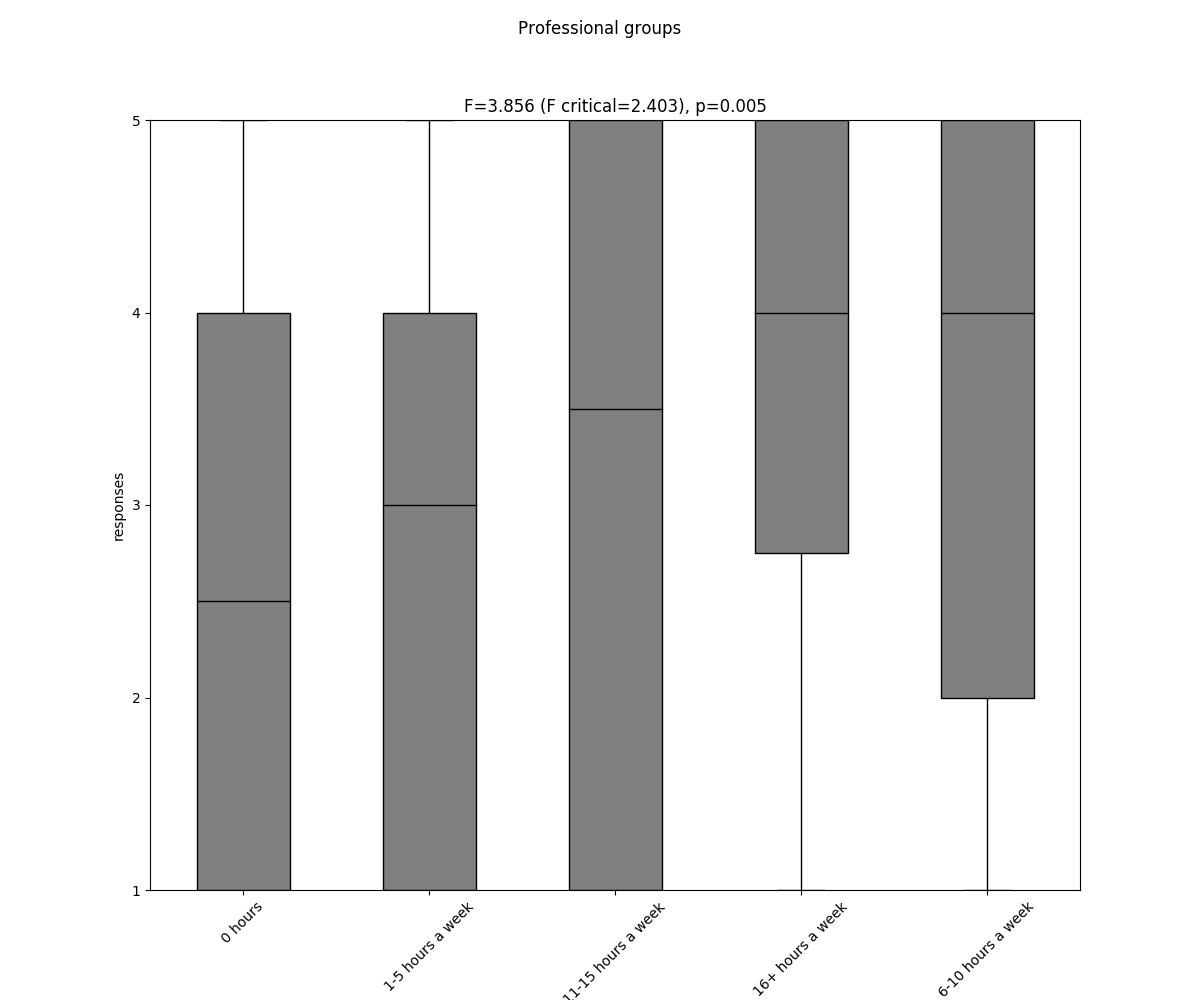 Professional groups
F=3.856 (F critical=2.403), p=0.005
5
4
3
2
1
responses
0 hours
1-5 hours a week
11-15 hours a week
16+ hours a week
6-10 hours a week